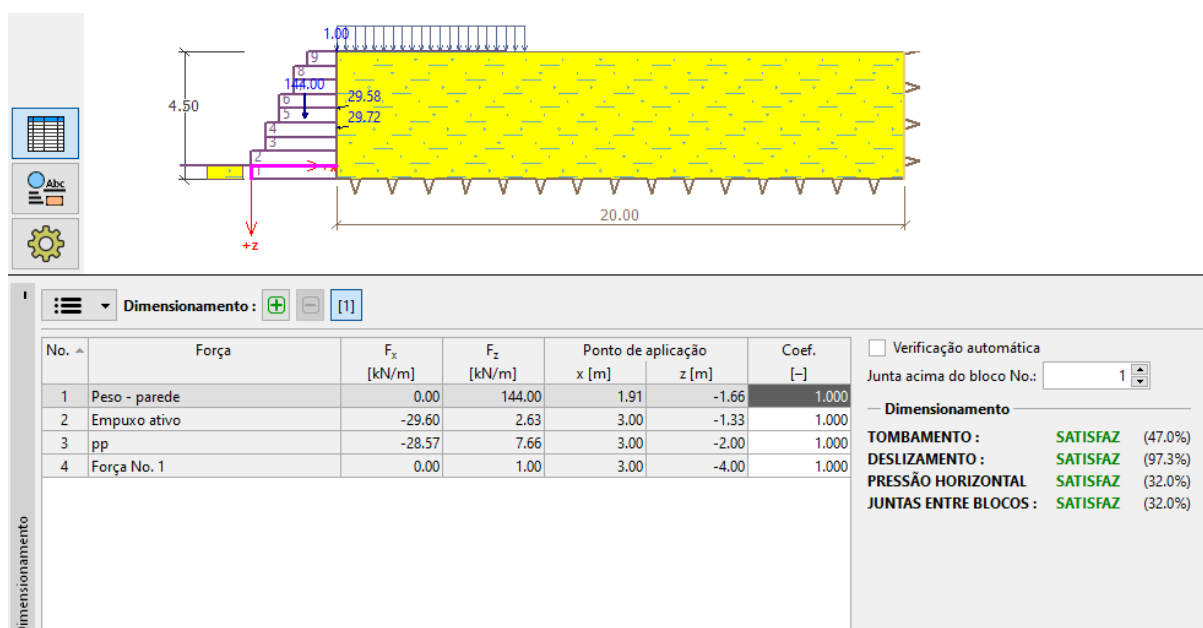 1.00
9
8
144.00
4.50
6
29.58
5
29.72
4
3
2
+x
1
20.00
+z
Abc
Dimensionamento : [1]
No. Força Fx Fz Ponto de aplicação Coef.
[kN/m] [kN/m] x [m] z [m] [–]
1 Peso - parede 0.00 144.00 1.91 -1.66 1.000
2 Empuxo ativo -29.60 2.63 3.00 -1.33 1.000
3 pp -28.57 7.66 3.00 -2.00 1.000
4 Força No. 1 0.00 1.00 3.00 -4.00 1.000
Verificação automática
Junta acima do bloco No.: 1
Dimensionamento
TOMBAMENTO : SATISFAZ (47.0%)
DESLIZAMENTO : SATISFAZ (97.3%)
PRESSÃO HORIZONTAL SATISFAZ (32.0%)
JUNTAS ENTRE BLOCOS : SATISFAZ (32.0%)
Dimensionamento